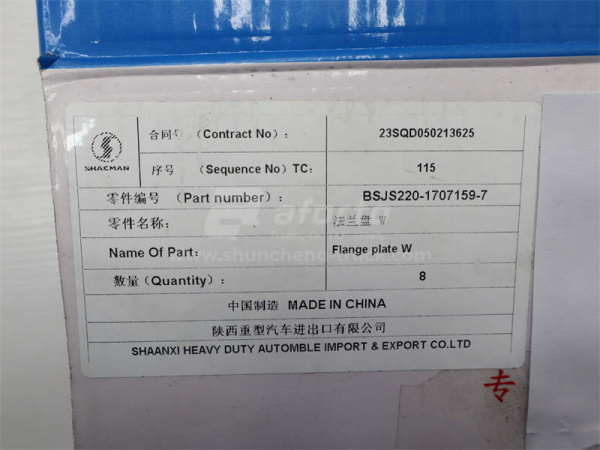 合同号 (Contract No)： 23SQD050213625
SHACMAN
序号 (Sequence No) TC: 115
零件编号 (Part number)： BSJS220-1707159-7
零件名称: 法兰盘 W
Name Of Part: Flange plate W
www.shunchengtruck.com
数量 (Quantity)： 8
中国制造 MADE IN CHINA
陕西重型汽车进出口有限公司
SHAANXI HEAVY DUTY AUTOMBLE IMPORT & EXPORT CO.LTD
专